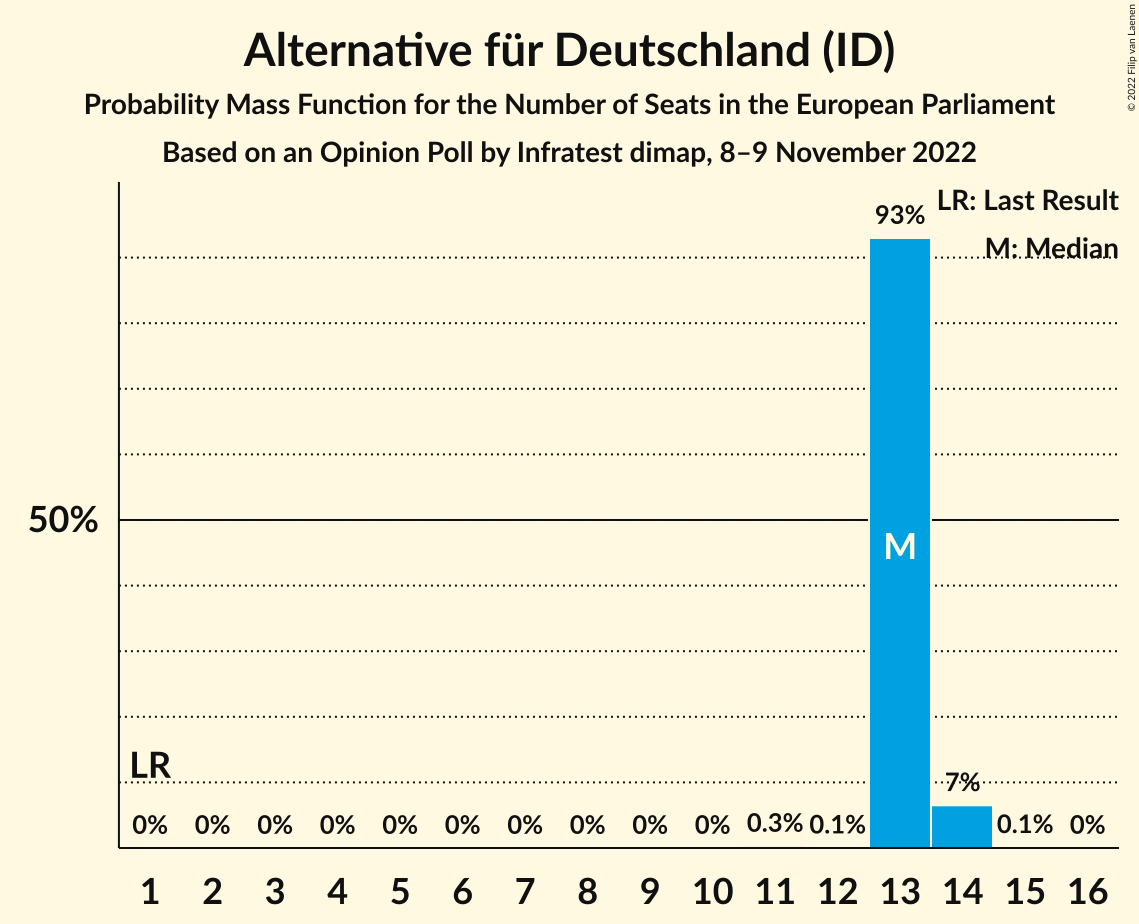 Alternative für Deutschland (ID)
Probability Mass Function for the Number of Seats in the European Parliament
Based on an Opinion Poll by Infratest dimap, 8–9 November 2022
© 2022 Filip van Laenen
LR: Last Result
M: Median
93%
50%
M
LR
7%
0% 0% 0% 0% 0% 0% 0% 0% 0% 0% 0.3% 0.1% 0.1% 0%
1 2 3 4 5 6 7 8 9 10 11 12 13 14 15 16